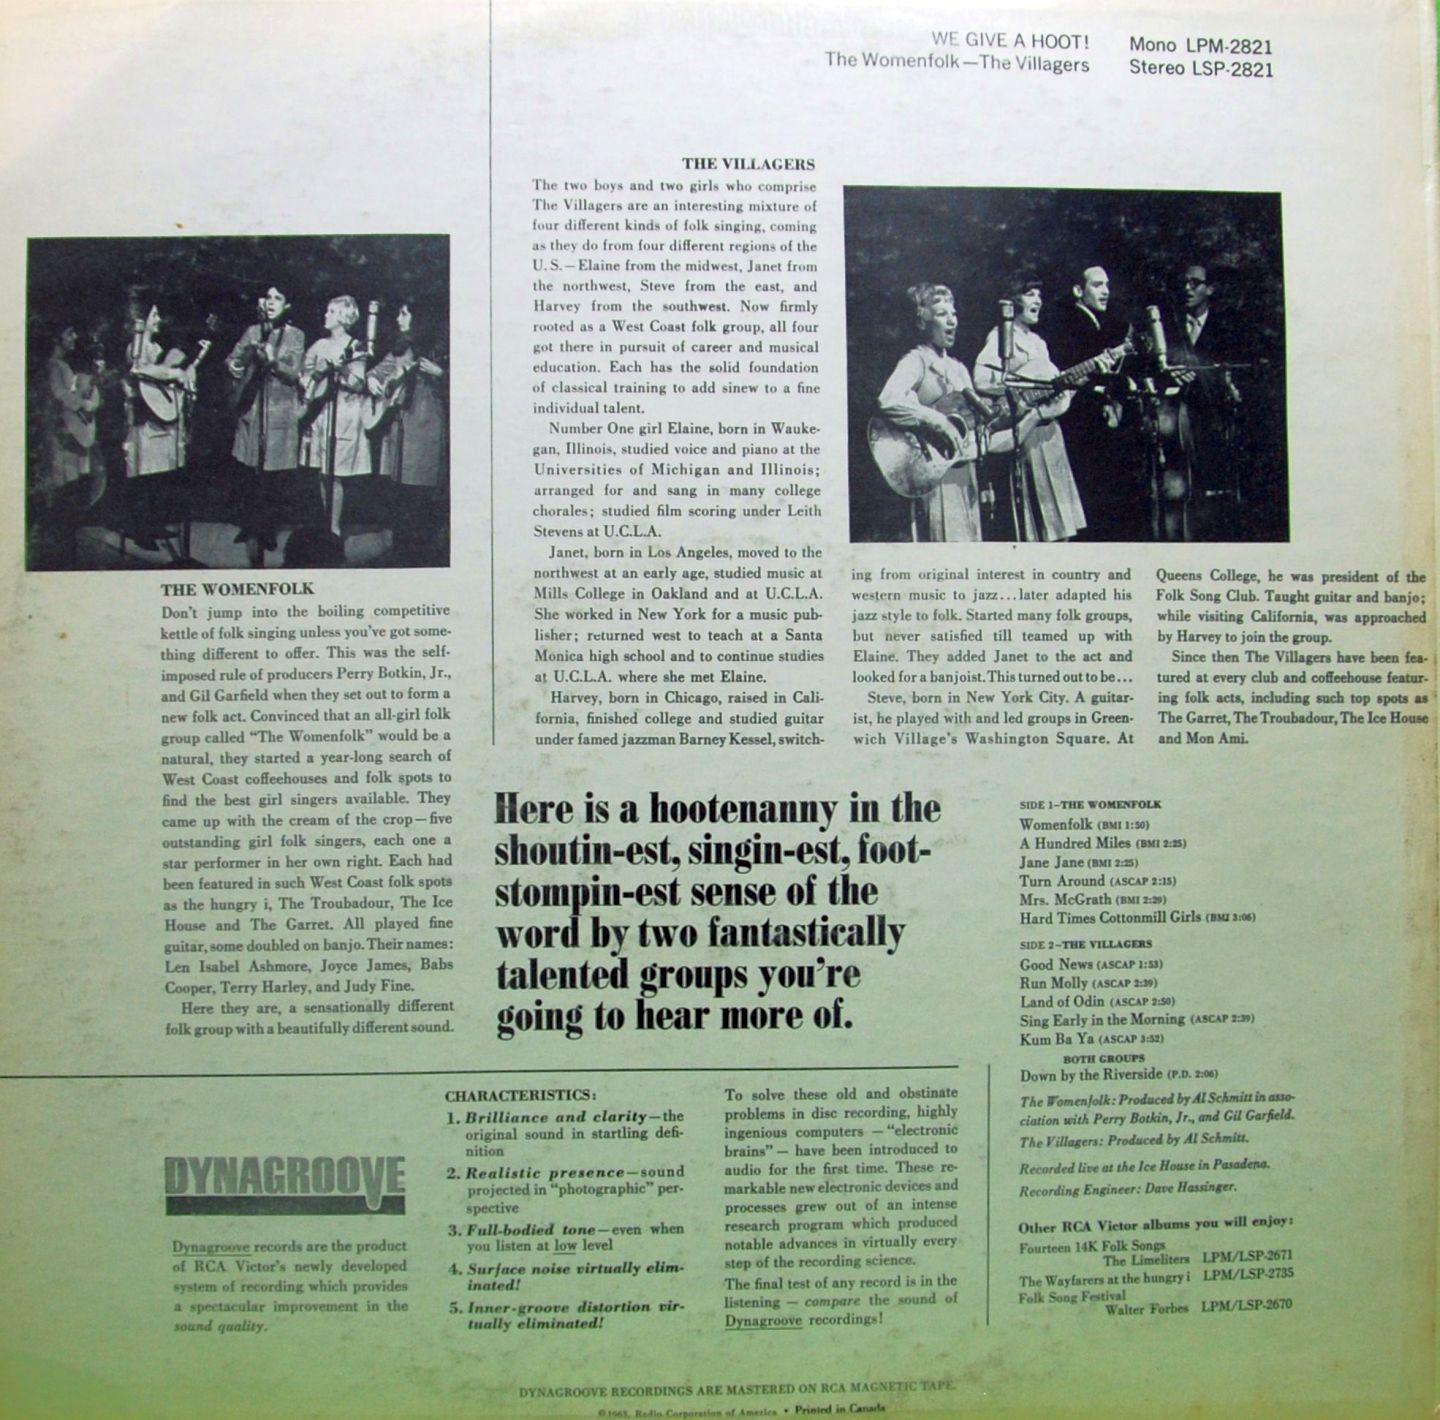 WE GIVE A HOOT!
The Womenfolk—The Villagers
Mono LPM-2821
Stereo LSP-2821
THE WOMENFOLK
Don't jump into the boiling competitive
kettle of folk singing unless you've got some-
thing different to offer. This was the self-
imposed rule of producers Perry Botkin, Jr.,
and Gil Garfield when they set out to form a
new folk act. Convinced that an all-girl folk
group called "The Womenfolk" would be a
natural, they started a year-long search of
West Coast coffeehouses and folk spots to
find the best girl singers available. They
came up with the cream of the crop—five
outstanding girl folk singers, each one a
star performer in her own right. Each had
been featured in such West Coast folk spots
as the hungry i, The Troubadour, The Ice
House and The Garret. All played fine
guitar, some doubled on banjo. Their names:
Len Isabel Ashmore, Joyce James, Babs
Cooper, Terry Harley, and Judy Fine.
Here they are, a sensationally different
folk group with a beautifully different sound.
THE VILLAGERS
The two boys and two girls who comprise
The Villagers are an interesting mixture of
four different kinds of folk singing, coming
as they do from four different regions of the
U.S.—Elaine from the midwest, Janet from
the northwest, Steve from the east, and
Harvey from the southwest. Now firmly
rooted as a West Coast folk group, all four
got there in pursuit of career and musical
education. Each has the solid foundation
of classical training to add sinew to a fine
individual talent.
Number One girl Elaine, born in Wauke-
gan, Illinois, studied voice and piano at the
Universities of Michigan and Illinois;
arranged for and sang in many college
chorales; studied film scoring under Leith
Stevens at U.C.L.A.
Janet, born in Los Angeles, moved to the
northwest at an early age, studied music at
Mills College in Oakland and at U.C.L.A.
She worked in New York for a music pub-
lisher; returned west to teach at a Santa
Monica high school and to continue studies
at U.C.L.A. where she met Elaine.
Harvey, born in Chicago, raised in Cali-
fornia, finished college and studied guitar
under famed jazzman Barney Kessel, switch-
ing from original interest in country and
western music to jazz...later adapted his
jazz style to folk. Started many folk groups,
but never satisfied till teamed up with
Elaine. They added Janet to the act and
looked for a banjoist. This turned out to be...
Steve, born in New York City. A guitar-
ist, he played with and led groups in Green-
wich Village's Washington Square. At
Queens College, he was president of the
Folk Song Club. Taught guitar and banjo;
while visiting California, was approached
by Harvey to join the group.
Since then The Villagers have been fea-
tured at every club and coffeehouse featur-
ing folk acts, including such top spots as
The Garret, The Troubadour, The Ice House
and Mon Ami.
Here is a hootenanny in the
shoutin-est, singin-est, foot-
stompin-est sense of the
word by two fantastically
talented groups you're
going to hear more of.
SIDE 1—THE WOMENFOLK
Womenfolk (BMI 1:50)
A Hundred Miles (BMI 2:25)
Jane Jane (BMI 2:25)
Turn Around (ASCAP 2:15)
Mrs. McGrath (BMI 2:29)
Hard Times Cottonmill Girls (BMI 3:06)
SIDE 2—THE VILLAGERS
Good News (ASCAP 1:53)
Run Molly (ASCAP 2:39)
Land of Odin (ASCAP 2:50)
Sing Early in the Morning (ASCAP 2:39)
Kum Ba Ya (ASCAP 3:52)
BOTH GROUPS
Down by the Riverside (P.D. 2:06)
The Womenfolk: Produced by Al Schmitt in asso-
ciation with Perry Botkin, Jr., and Gil Garfield.
The Villagers: Produced by Al Schmitt.
Recorded live at the Ice House in Pasadena.
Recording Engineer: Dave Hassinger.
Other RCA Victor albums you will enjoy:
Fourteen 14K Folk Songs
The Limeliters LPM/LSP-2671
The Wayfarers at the hungry i LPM/LSP-2735
Folk Song Festival
Walter Forbes LPM/LSP-2670
DYNAGROOVE
Dynagroove records are the product
of RCA Victor's newly developed
system of recording which provides
a spectacular improvement in the
sound quality.
CHARACTERISTICS:
1. Brilliance and clarity—the
original sound in startling defi-
nition
2. Realistic presence—sound
projected in "photographic" per-
spective
3. Full-bodied tone—even when
you listen at low level
4. Surface noise virtually elim-
inated!
5. Inner-groove distortion vir-
tually eliminated!
To solve these old and obstinate
problems in disc recording, highly
ingenious computers — "electronic
brains" — have been introduced to
audio for the first time. These re-
markable new electronic devices and
processes grew out of an intense
research program which produced
notable advances in virtually every
step of the recording science.
The final test of any record is in the
listening — compare the sound of
Dynagroove recordings!
DYNAGROOVE RECORDINGS ARE MASTERED ON RCA MAGNETIC TAPE.
©1963, Radio Corporation of America • Printed in Canada